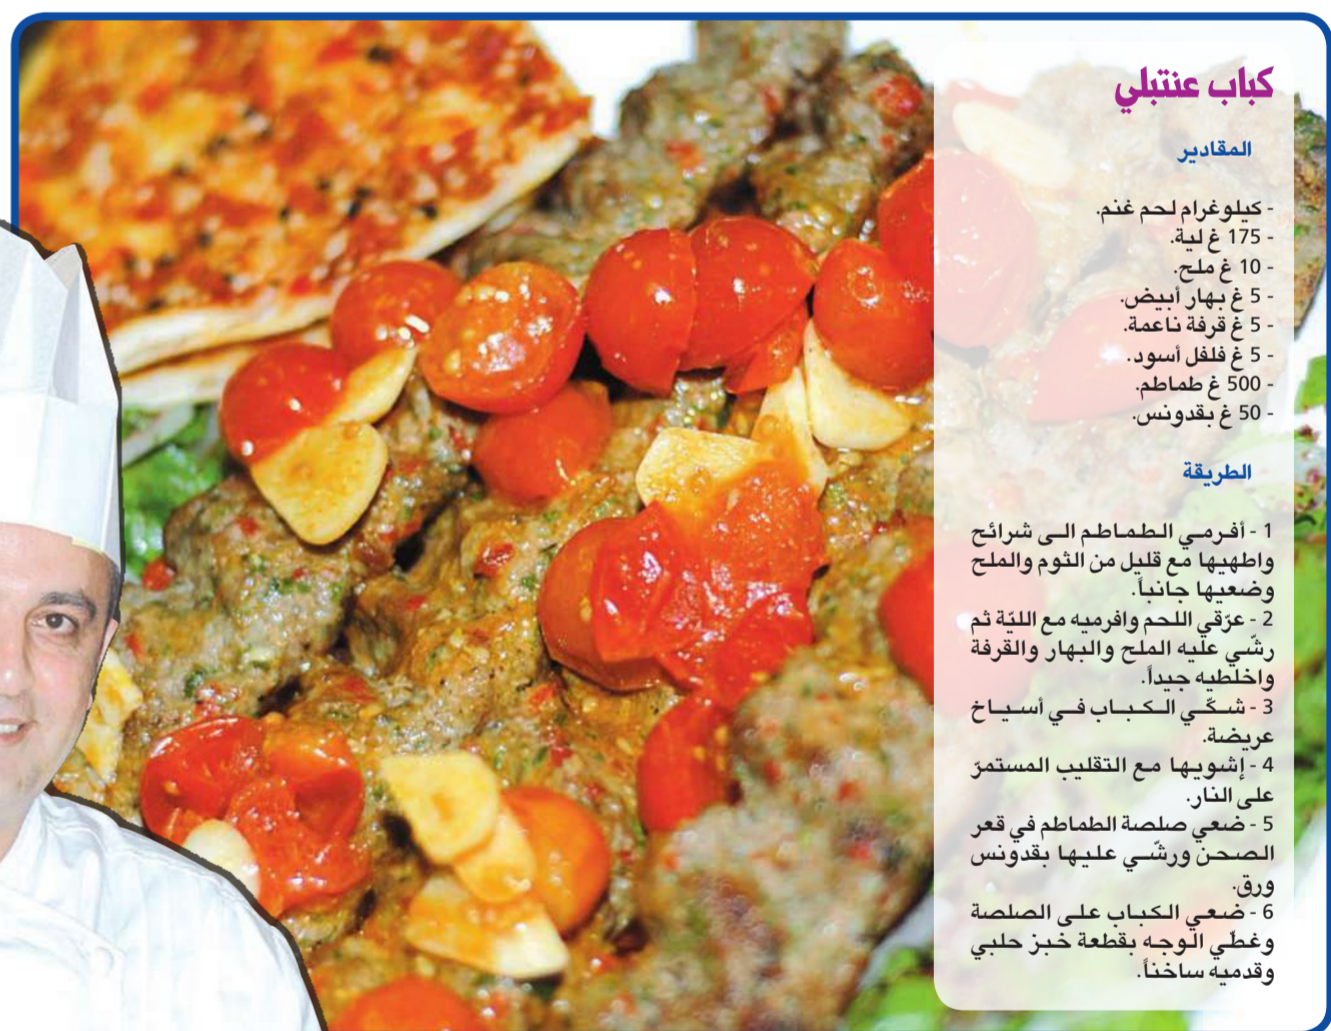 كباب عنتبلي
المقادير
- كيلوغرام لحم غنم.
- 175 غ لية.
- 10 غ ملح.
- 5 غ بهار أبيض.
- 5 غ قرفة ناعمة.
- 5 غ فلفل أسود.
- 500 غ طماطم.
- 50 غ بقدونس.
الطريقة
1 - أفرمي الطماطم الى شرائح
واطهيها مع قليل من الثوم والملح
وضعيها جانباً.
2 - عرّقي اللحم وافرميه مع الليّة ثم
رشّي عليه الملح والبهار والقرفة
واخلطيه جيداً.
3 - شكّي الكباب في أسياخ
عريضة.
4 - إشويها مع التقليب المستمرّ
على النار.
5 - ضعي صلصة الطماطم في قعر
الصحن ورشّي عليها بقدونس
ورق.
6 - ضعي الكباب على الصلصة
وغطّي الوجه بقطعة خبز حلبي
وقدميه ساخناً.